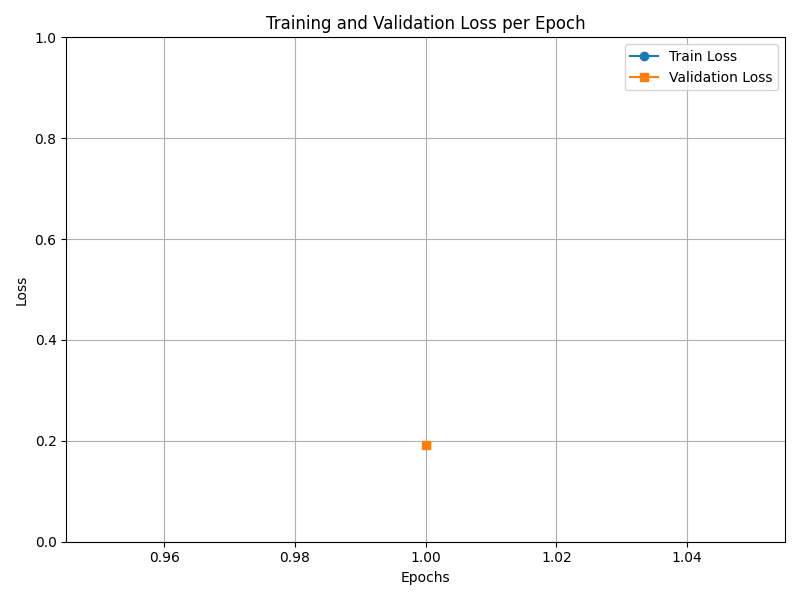 Training and Validation Loss per Epoch
Train Loss
Validation Loss
Loss
1.0
0.8
0.6
0.4
0.2
0.0
0.96
0.98
1.00
1.02
1.04
Epochs